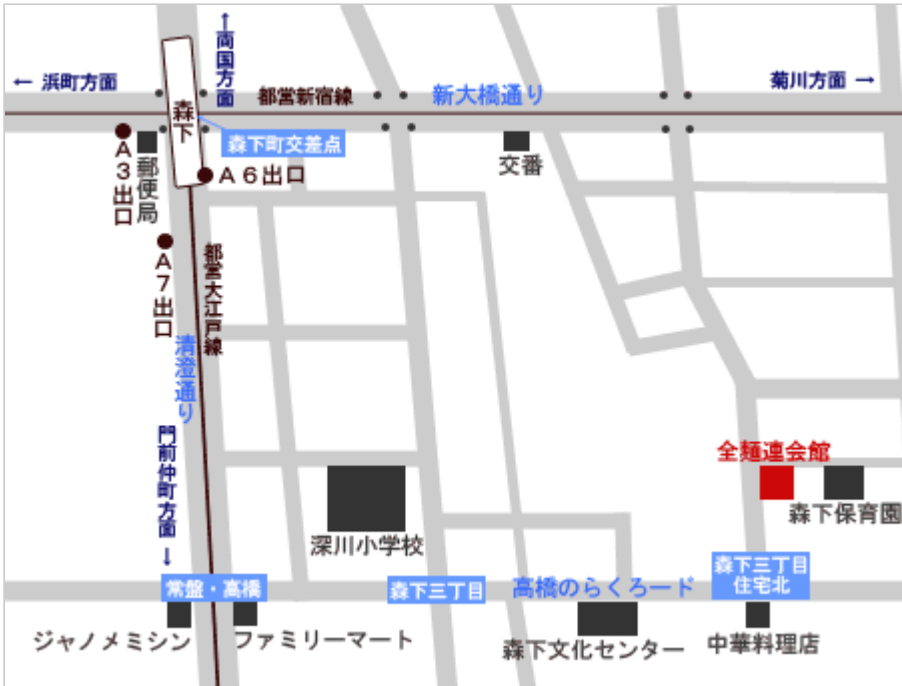 ↑両国方面
← 浜町方面
都営新宿線
新大橋通り
菊川方面 →
森下
森下町交差点
A3出口
郵便局
A6出口
交番
A7出口
都営大江戸線
清澄通り
門前仲町方面↓
全麺連会館
森下保育園
深川小学校
常盤・高橋
森下三丁目
高橋のらくろード
森下三丁目
住宅北
ジャノメミシン
ファミリーマート
森下文化センター
中華料理店